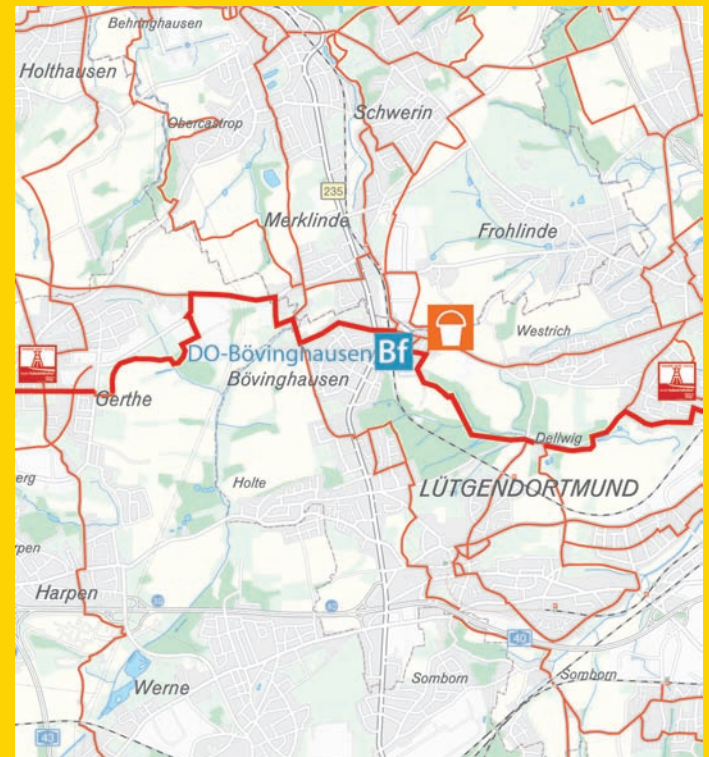 Behringhausen
Holthausen
Schwerin
Obercastrop
235
Merklinde
Frohlinde
Westrich
DO-Bövinghausen Bf
Bövinghausen
Gerthe
Dellwig
erg
Holte
LÜTGENDORTMUND
rpen
Harpen
40
Werne
Somborn
Somborn
43